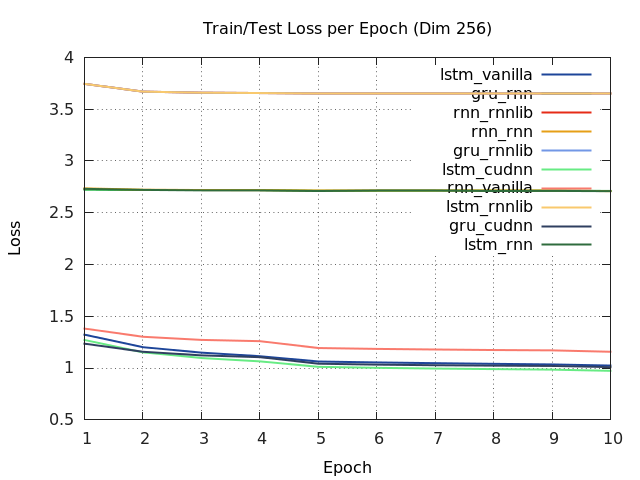 Train/Test Loss per Epoch (Dim 256)
4
3.5
3
2.5
2
1.5
1
0.5
Loss
lstm_vanilla
gru_rnn
rnn_rnnlib
rnn_rnn
gru_rnnlib
lstm_cudnn
rnn_vanilla
lstm_rnnlib
gru_cudnn
lstm_rnn
1 2 3 4 5 6 7 8 9 10
Epoch